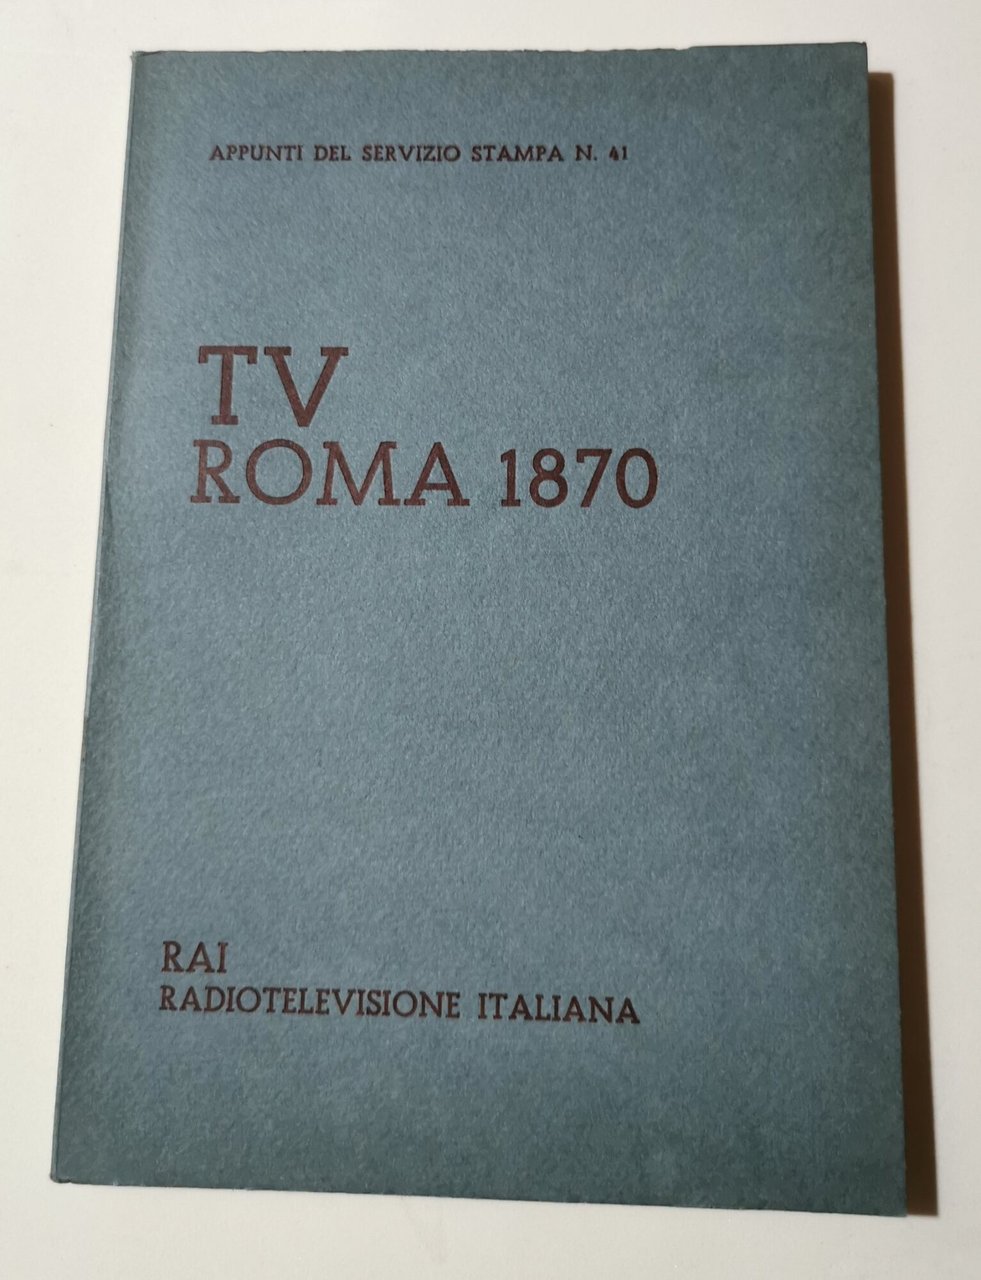 APPUNTI DEL SERVIZIO STAMPA N. 41
TV
ROMA 1870
RAI
RADIOTELEVISIONE ITALIANA